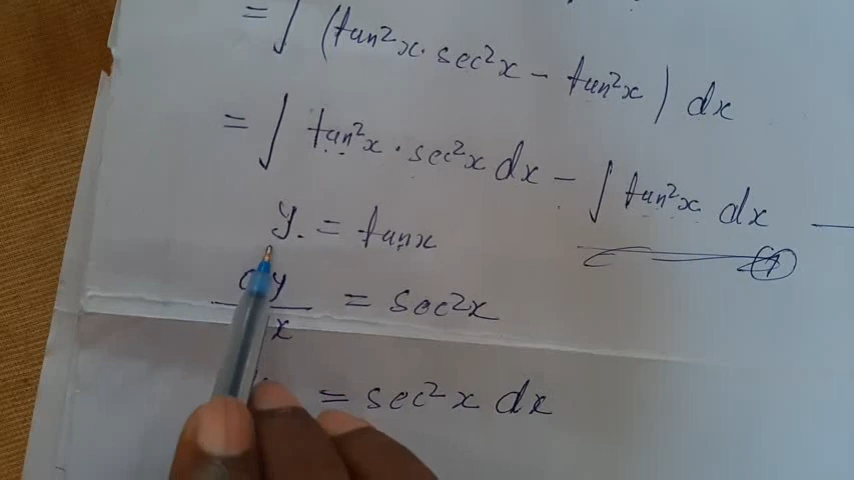 = ∫ (tan²x · sec²x − tan²x) dx
= ∫ tan²x · sec²x dx − ∫ tan²x dx —
y = tanx
dy/dx = sec²x
= sec²x dx